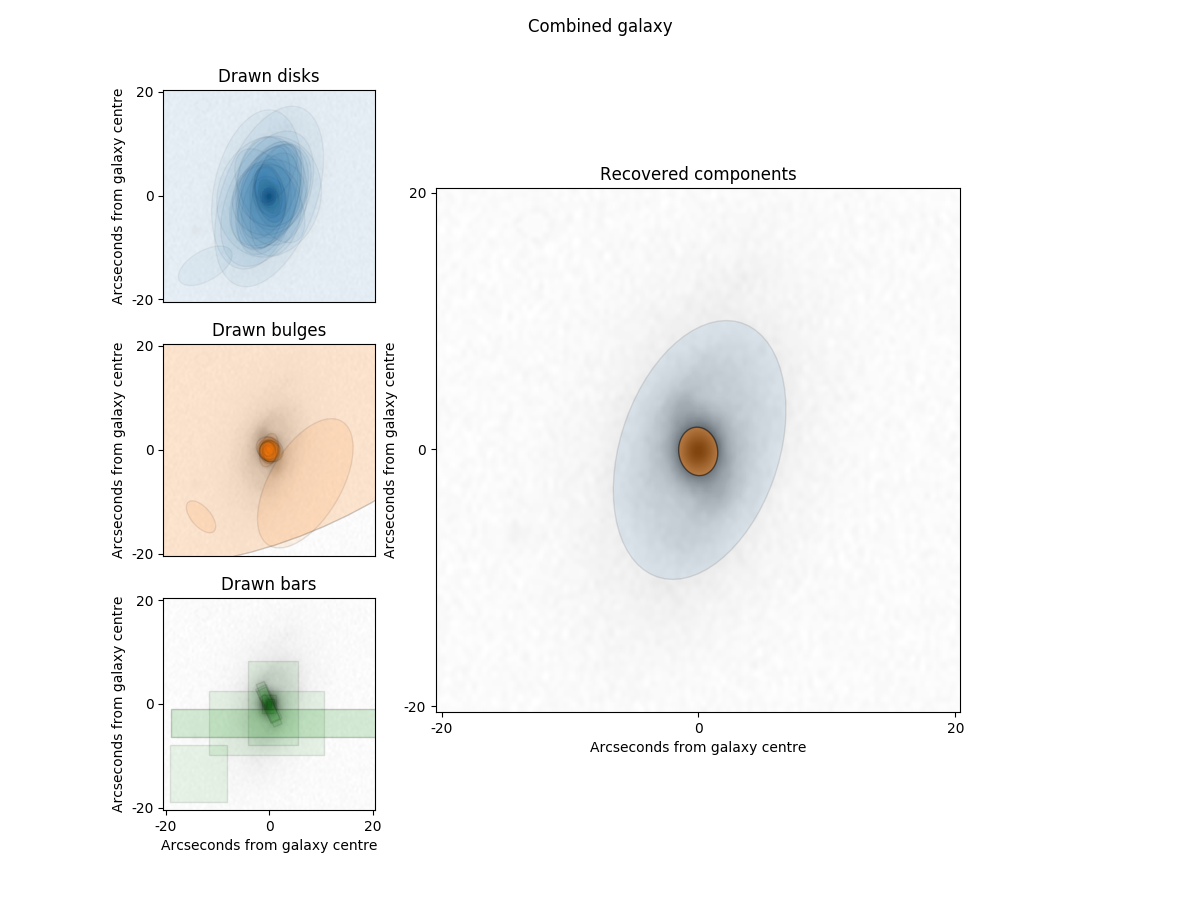 Combined galaxy
Drawn disks
Arcseconds from galaxy centre
20
0
-20
Drawn bulges
Arcseconds from galaxy centre
20
0
-20
Drawn bars
Arcseconds from galaxy centre
20
0
-20
-20 0 20
Arcseconds from galaxy centre
Recovered components
Arcseconds from galaxy centre
20
0
-20
-20 0 20
Arcseconds from galaxy centre